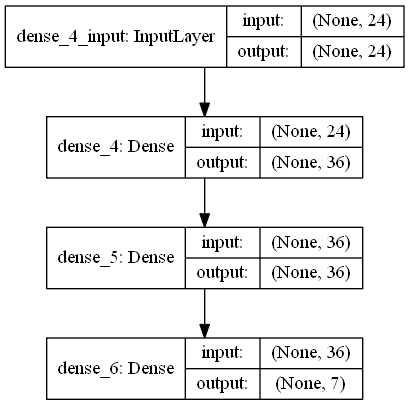 dense_4_input: InputLayer
input: (None, 24)
output: (None, 24)
dense_4: Dense
input: (None, 24)
output: (None, 36)
dense_5: Dense
input: (None, 36)
output: (None, 36)
dense_6: Dense
input: (None, 36)
output: (None, 7)